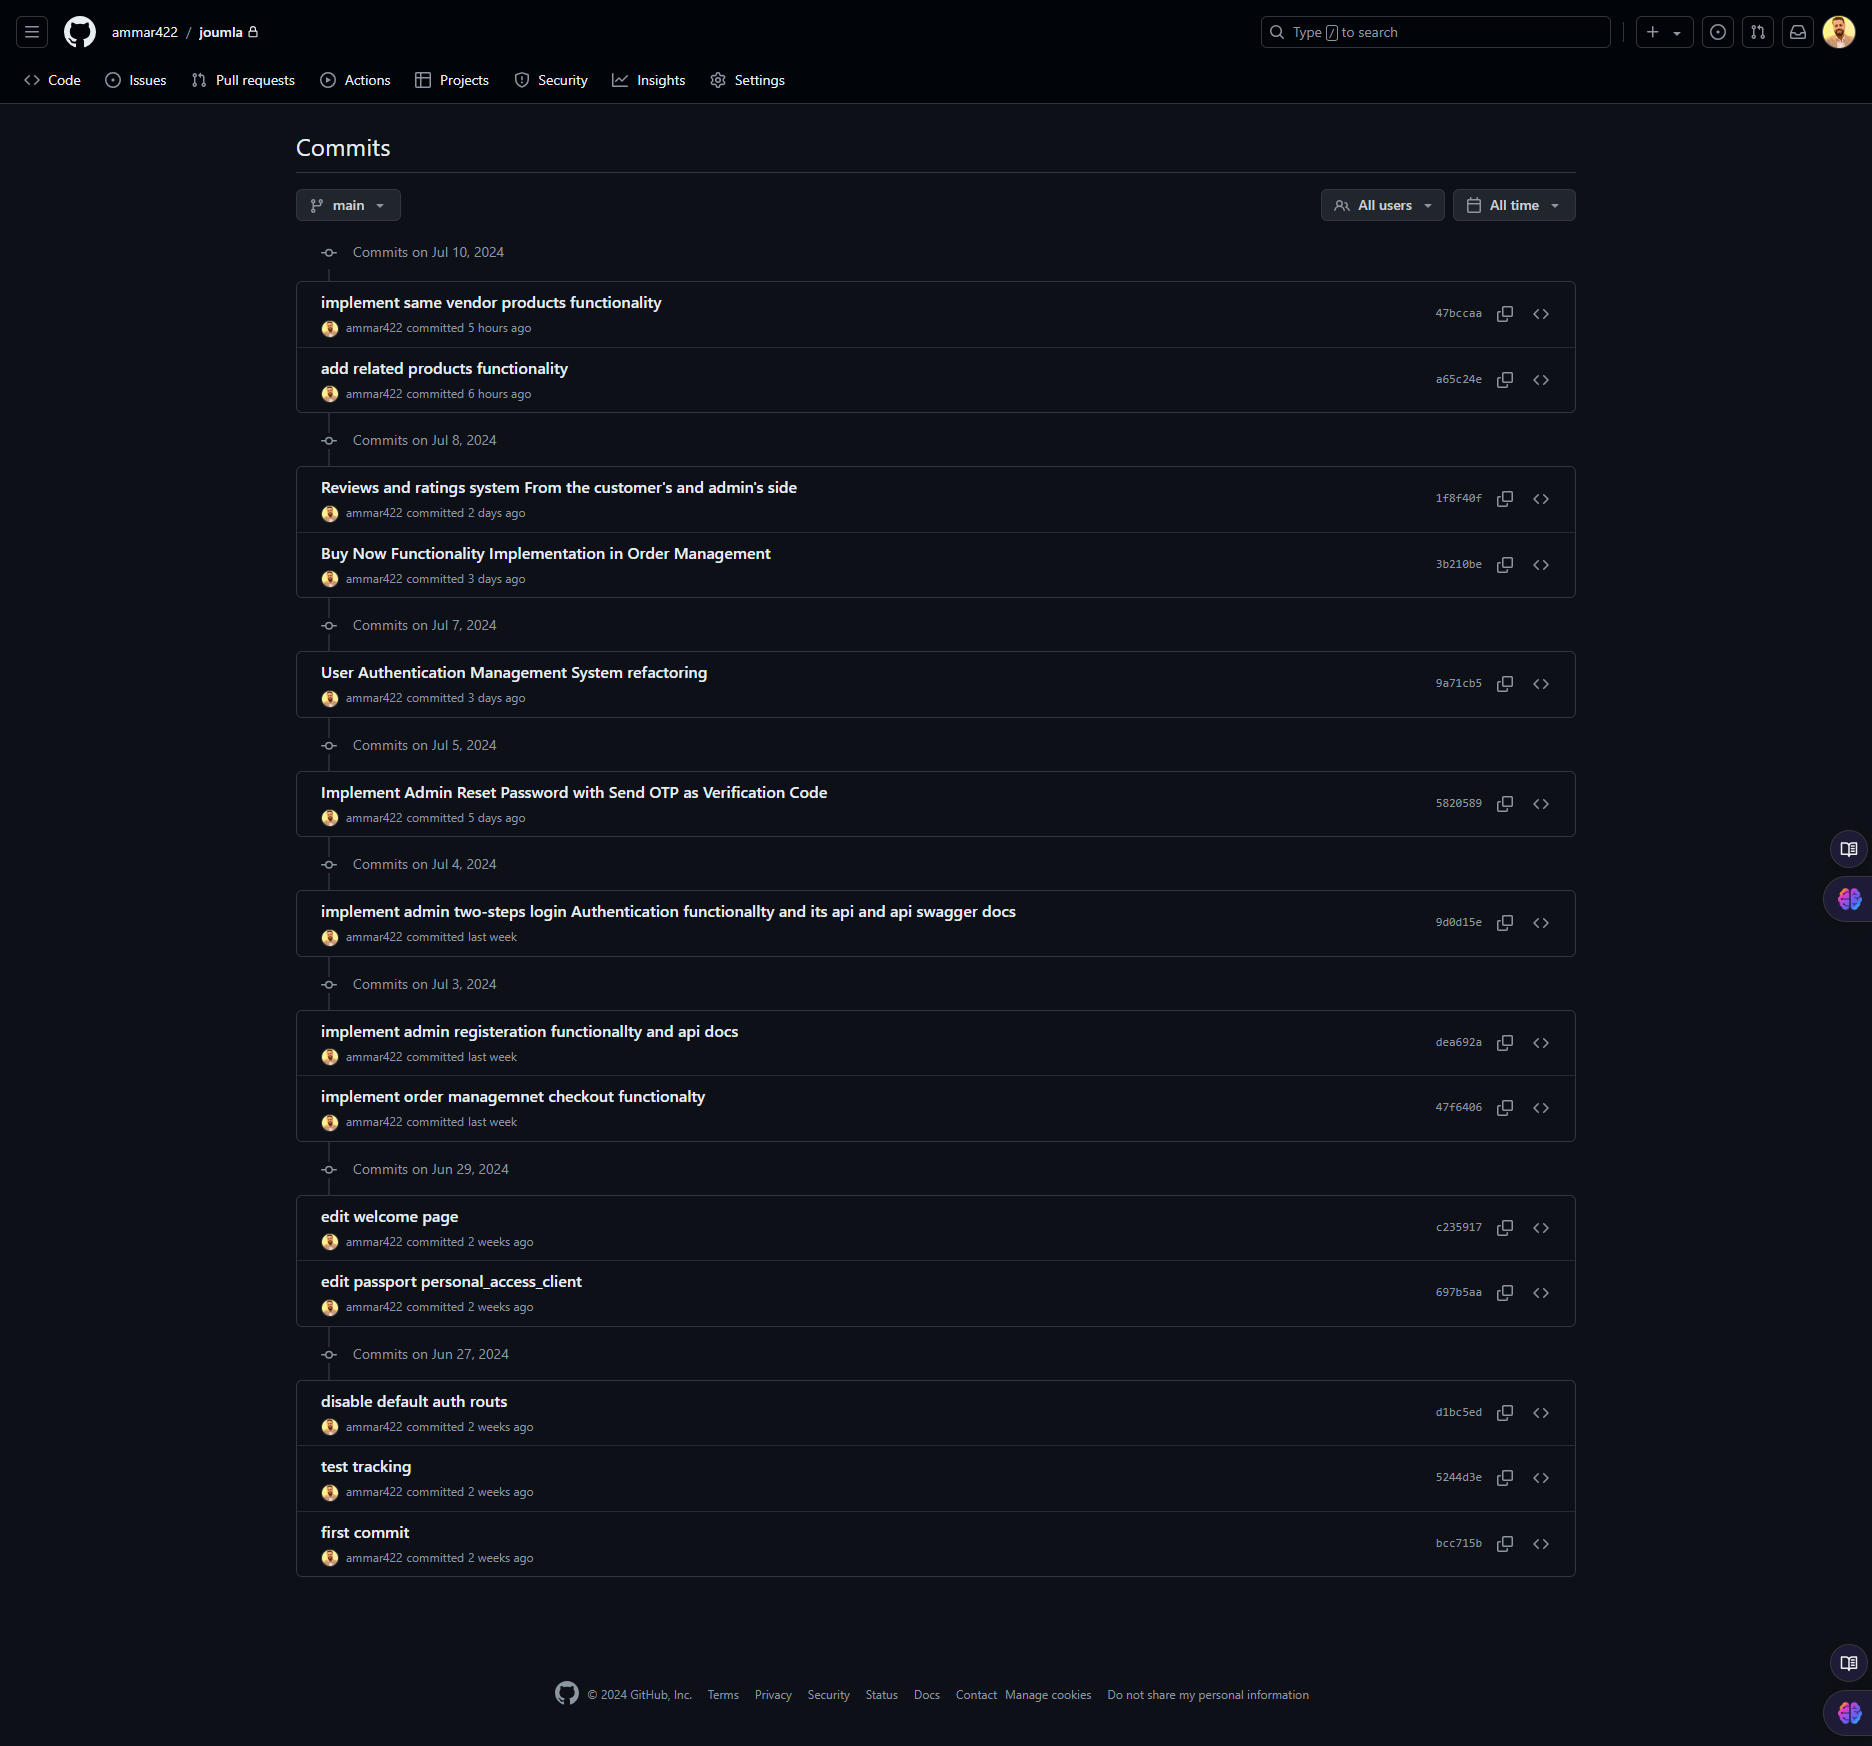 ammar422 / joumla
Type / to search
Code Issues Pull requests Actions Projects Security Insights Settings
Commits
main All users All time
Commits on Jul 10, 2024
implement same vendor products functionality
ammar422 committed 5 hours ago
47bccaa
add related products functionality
ammar422 committed 6 hours ago
a65c24e
Commits on Jul 8, 2024
Reviews and ratings system From the customer's and admin's side
ammar422 committed 2 days ago
1f8f40f
Buy Now Functionality Implementation in Order Management
ammar422 committed 3 days ago
3b210be
Commits on Jul 7, 2024
User Authentication Management System refactoring
ammar422 committed 3 days ago
9a71cb5
Commits on Jul 5, 2024
Implement Admin Reset Password with Send OTP as Verification Code
ammar422 committed 5 days ago
5820589
Commits on Jul 4, 2024
implement admin two-steps login Authentication functionallty and its api and api swagger docs
ammar422 committed last week
9d0d15e
Commits on Jul 3, 2024
implement admin registeration functionallty and api docs
ammar422 committed last week
dea692a
implement order managemnet checkout functionalty
ammar422 committed last week
47f6406
Commits on Jun 29, 2024
edit welcome page
ammar422 committed 2 weeks ago
c235917
edit passport personal_access_client
ammar422 committed 2 weeks ago
697b5aa
Commits on Jun 27, 2024
disable default auth routs
ammar422 committed 2 weeks ago
d1bc5ed
test tracking
ammar422 committed 2 weeks ago
5244d3e
first commit
ammar422 committed 2 weeks ago
bcc715b
© 2024 GitHub, Inc. Terms Privacy Security Status Docs Contact Manage cookies Do not share my personal information